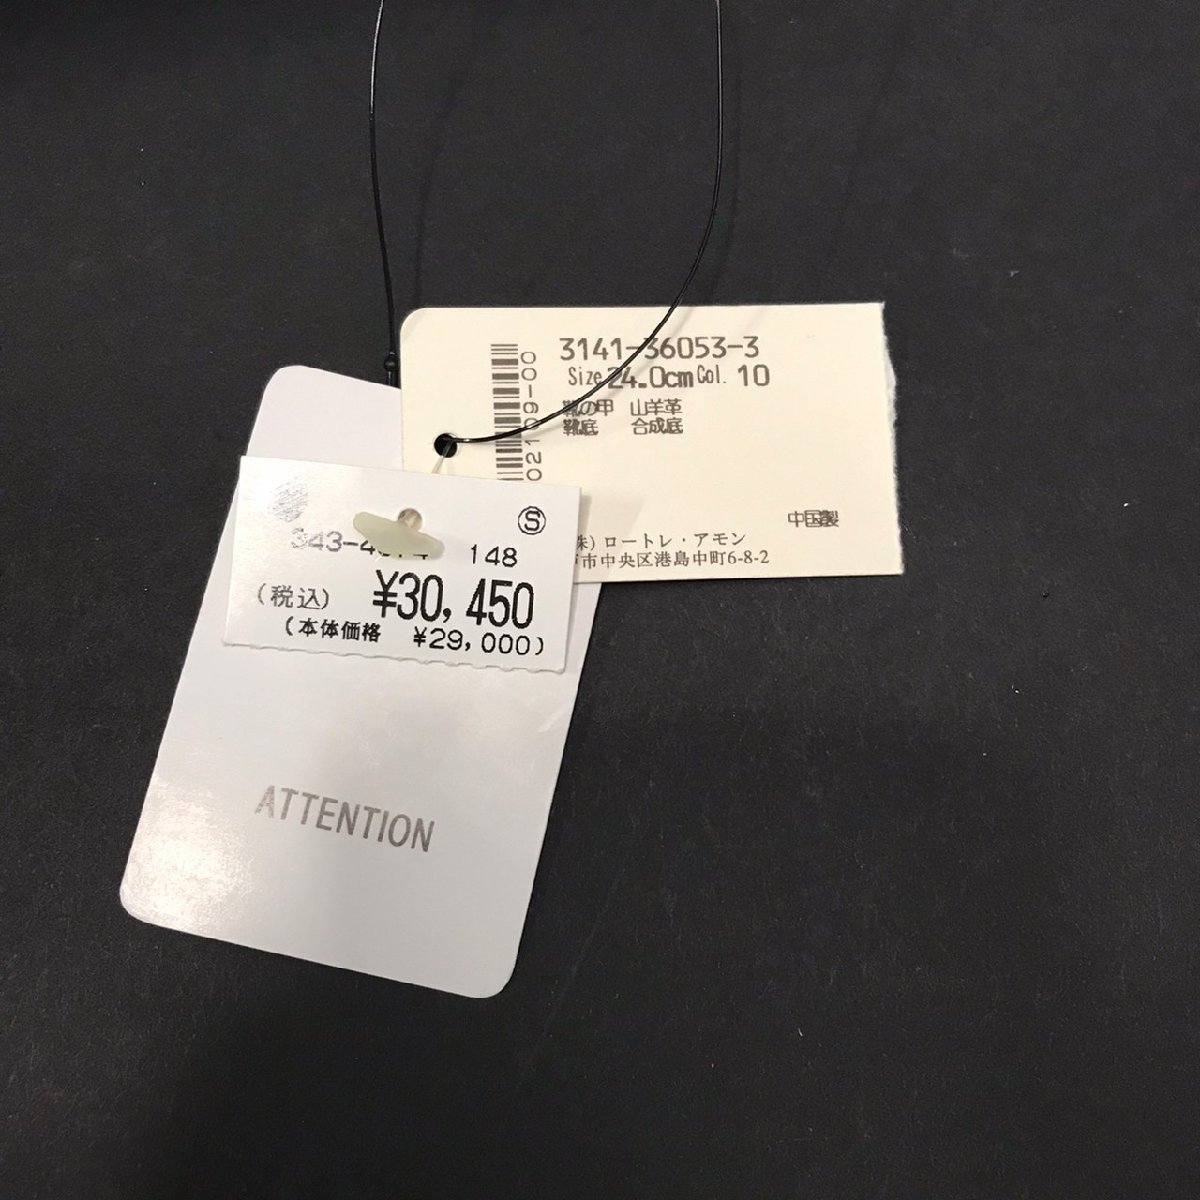 3141-36053-3
Size 24.0cm Col. 10
靴の甲 山羊革
靴底 合成底
中国製
株) ロートレ・アモン
市中央区港島中町6-8-2
Ⓢ
148
(税込) ¥30,450
(本体価格 ¥29,000)
ATTENTION